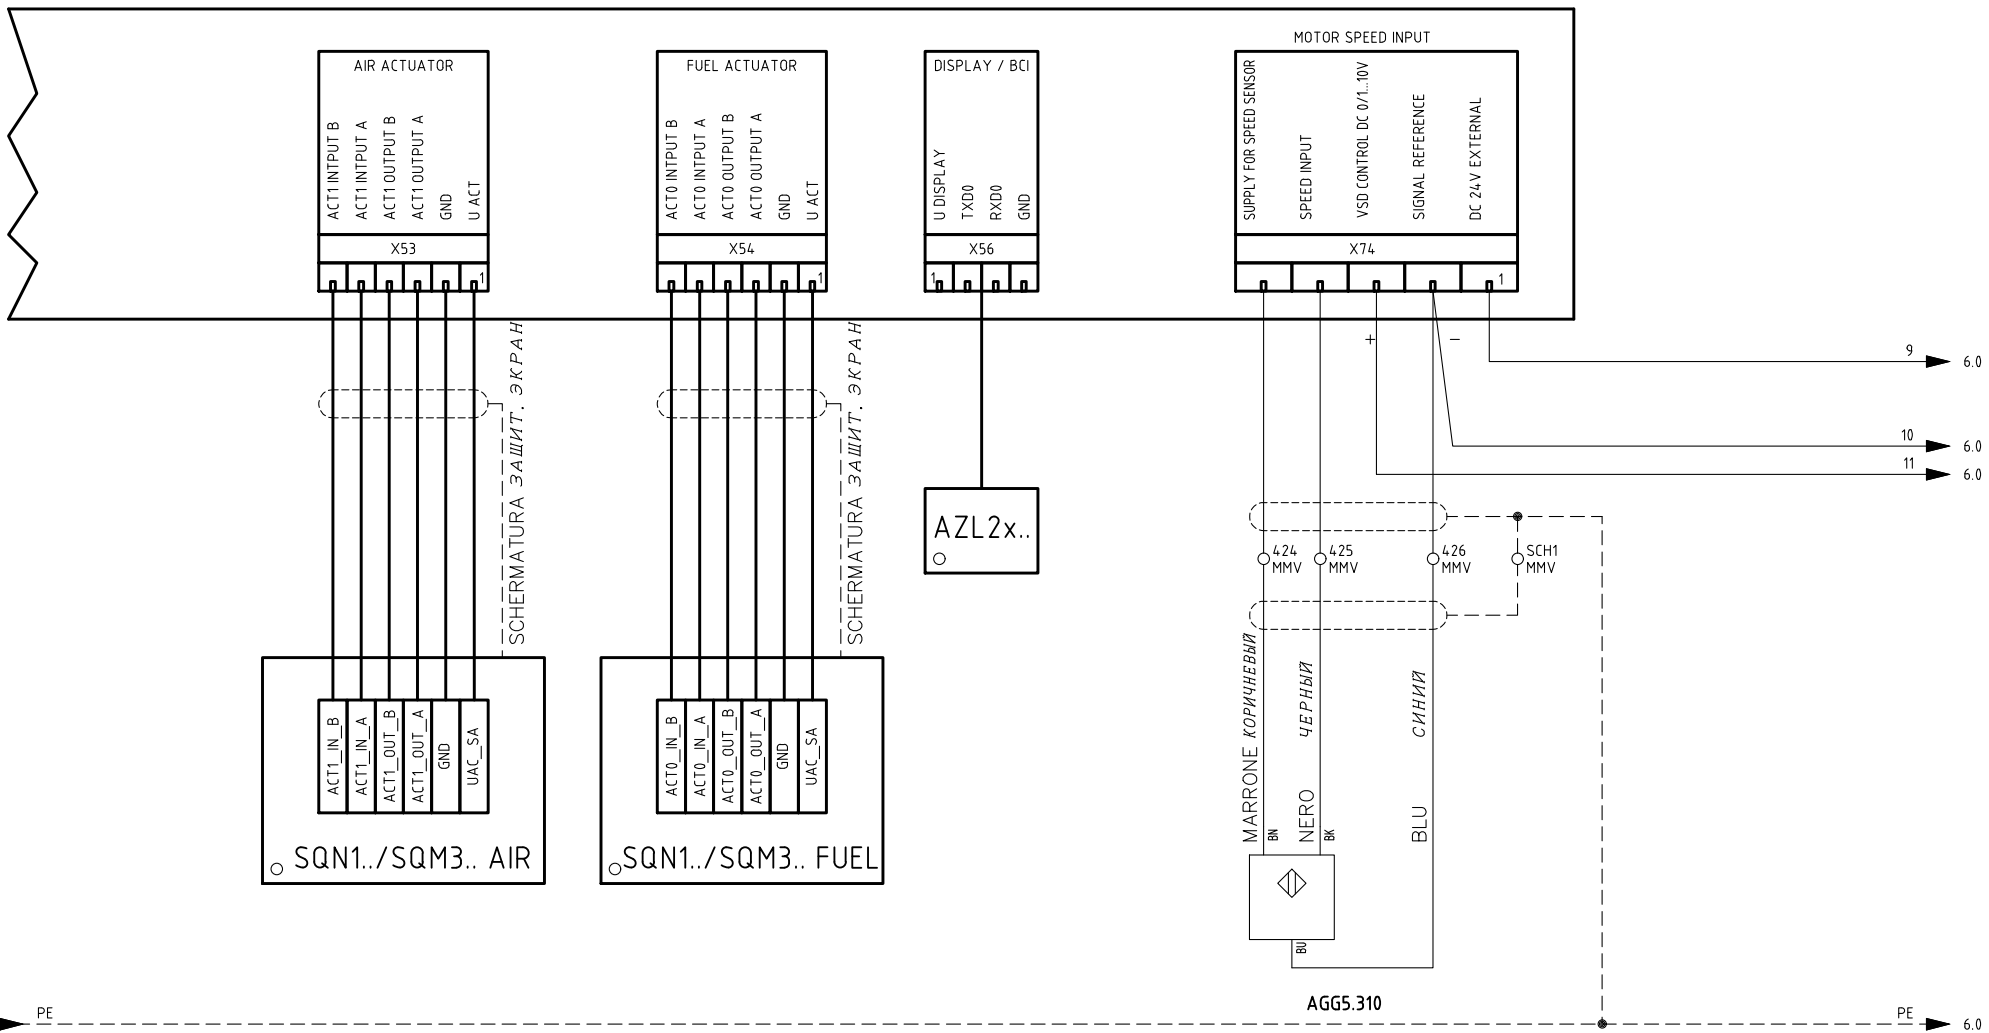 MOTOR SPEED INPUT
AIR ACTUATOR
ACT1 INTPUT B
ACT1 INTPUT A
ACT1 OUTPUT B
ACT1 OUTPUT A
GND
U ACT
X53
1
FUEL ACTUATOR
ACT0 INTPUT B
ACT0 INTPUT A
ACT0 OUTPUT B
ACT0 OUTPUT A
GND
U ACT
X54
1
DISPLAY / BCI
U DISPLAY
TXD0
RXD0
GND
X56
1
SUPPLY FOR SPEED SENSOR
SPEED INPUT
VSD CONTROL DC 0/1...10V
SIGNAL REFERENCE
DC 24V EXTERNAL
X74
1
+
-
9
6.0
10
6.0
11
6.0
SCHERMATURA ЗАЩИТ. ЭКРАН
SCHERMATURA ЗАЩИТ. ЭКРАН
AZL2x..
424
MMV
425
MMV
426
MMV
SCH1
MMV
MARRONE КОРИЧНЕВЫЙ
NERO ЧЕРНЫЙ
BLU СИНИЙ
BN
BK
BU
ACT1_IN_B
ACT1_IN_A
ACT1_OUT_B
ACT1_OUT_A
GND
UAC_SA
SQN1../SQM3.. AIR
ACT0_IN_B
ACT0_IN_A
ACT0_OUT_B
ACT0_OUT_A
GND
UAC_SA
SQN1../SQM3.. FUEL
AGG5.310
PE
PE
6.0